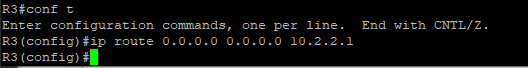 R3#conf t
Enter configuration commands, one per line.  End with CNTL/Z.
R3(config)#ip route 0.0.0.0 0.0.0.0 10.2.2.1
R3(config)#